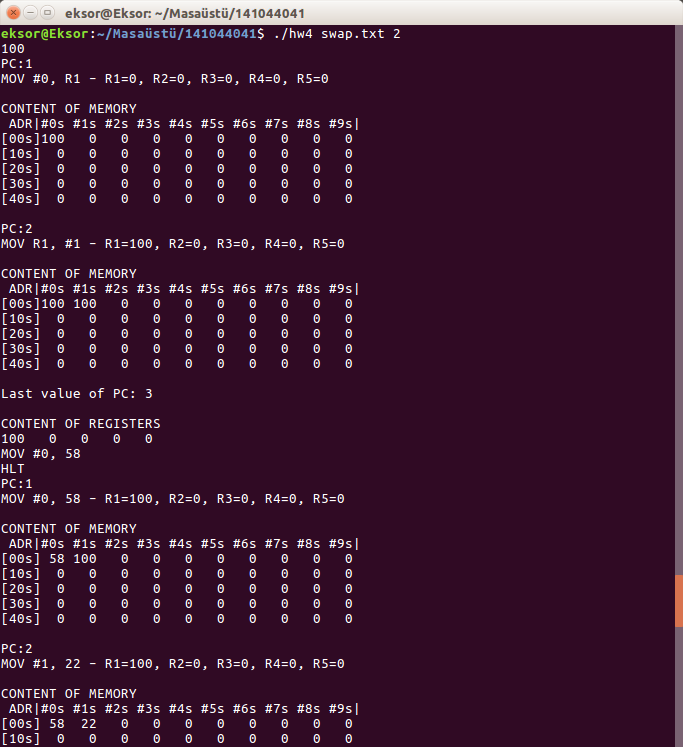 eksor@Eksor: ~/Masaüstü/141044041
eksor@Eksor:~/Masaüstü/141044041$ ./hw4 swap.txt 2
100
PC:1
MOV #0, R1 - R1=0, R2=0, R3=0, R4=0, R5=0
CONTENT OF MEMORY
 ADR|#0s #1s #2s #3s #4s #5s #6s #7s #8s #9s|
[00s]100   0   0   0   0   0   0   0   0   0
[10s]  0   0   0   0   0   0   0   0   0   0
[20s]  0   0   0   0   0   0   0   0   0   0
[30s]  0   0   0   0   0   0   0   0   0   0
[40s]  0   0   0   0   0   0   0   0   0   0
PC:2
MOV R1, #1 - R1=100, R2=0, R3=0, R4=0, R5=0
CONTENT OF MEMORY
 ADR|#0s #1s #2s #3s #4s #5s #6s #7s #8s #9s|
[00s]100 100   0   0   0   0   0   0   0   0
[10s]  0   0   0   0   0   0   0   0   0   0
[20s]  0   0   0   0   0   0   0   0   0   0
[30s]  0   0   0   0   0   0   0   0   0   0
[40s]  0   0   0   0   0   0   0   0   0   0
Last value of PC: 3
CONTENT OF REGISTERS
100   0   0   0   0
MOV #0, 58
HLT
PC:1
MOV #0, 58 - R1=100, R2=0, R3=0, R4=0, R5=0
CONTENT OF MEMORY
 ADR|#0s #1s #2s #3s #4s #5s #6s #7s #8s #9s|
[00s] 58 100   0   0   0   0   0   0   0   0
[10s]  0   0   0   0   0   0   0   0   0   0
[20s]  0   0   0   0   0   0   0   0   0   0
[30s]  0   0   0   0   0   0   0   0   0   0
[40s]  0   0   0   0   0   0   0   0   0   0
PC:2
MOV #1, 22 - R1=100, R2=0, R3=0, R4=0, R5=0
CONTENT OF MEMORY
 ADR|#0s #1s #2s #3s #4s #5s #6s #7s #8s #9s|
[00s] 58  22   0   0   0   0   0   0   0   0
[10s]  0   0   0   0   0   0   0   0   0   0